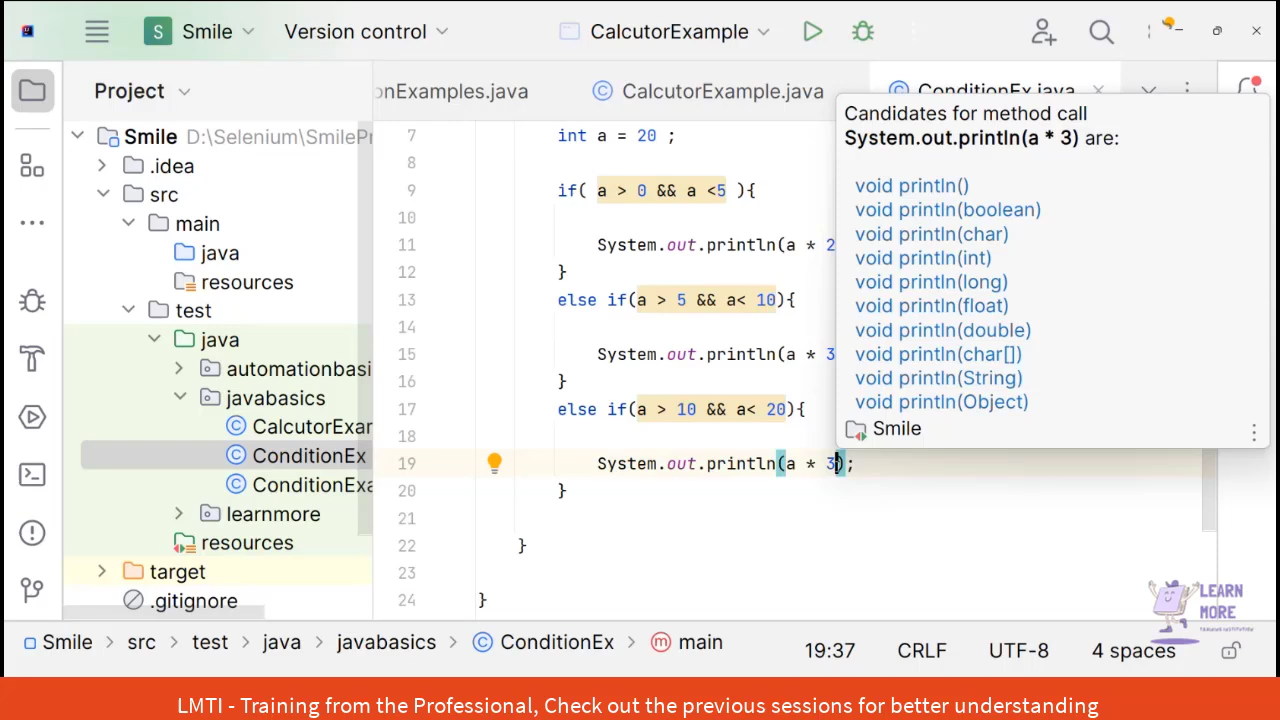 S Smile
Version control
CalcutorExample
Project
onExamples.java
CalcutorExample.java
ConditionEx.java
Smile D:\Selenium\SmilePr
.idea
src
main
java
resources
test
java
automationbasi
javabasics
CalcutorExar
ConditionEx
ConditionExa
learnmore
resources
target
.gitignore
7 int a = 20 ;
8
9 if( a > 0 && a <5 ){
10
11 System.out.println(a * 2
12 }
13 else if(a > 5 && a< 10){
14
15 System.out.println(a * 3
16 }
17 else if(a > 10 && a< 20){
18
19 System.out.println(a * 3);
20 }
21
22 }
23
24 }
Candidates for method call
System.out.println(a * 3) are:
void println()
void println(boolean)
void println(char)
void println(int)
void println(long)
void println(float)
void println(double)
void println(char[])
void println(String)
void println(Object)
Smile
LEARN
MORE
Smile > src > test > java > javabasics > ConditionEx > main
19:37 CRLF UTF-8 4 spaces
LMTI - Training from the Professional, Check out the previous sessions for better understanding